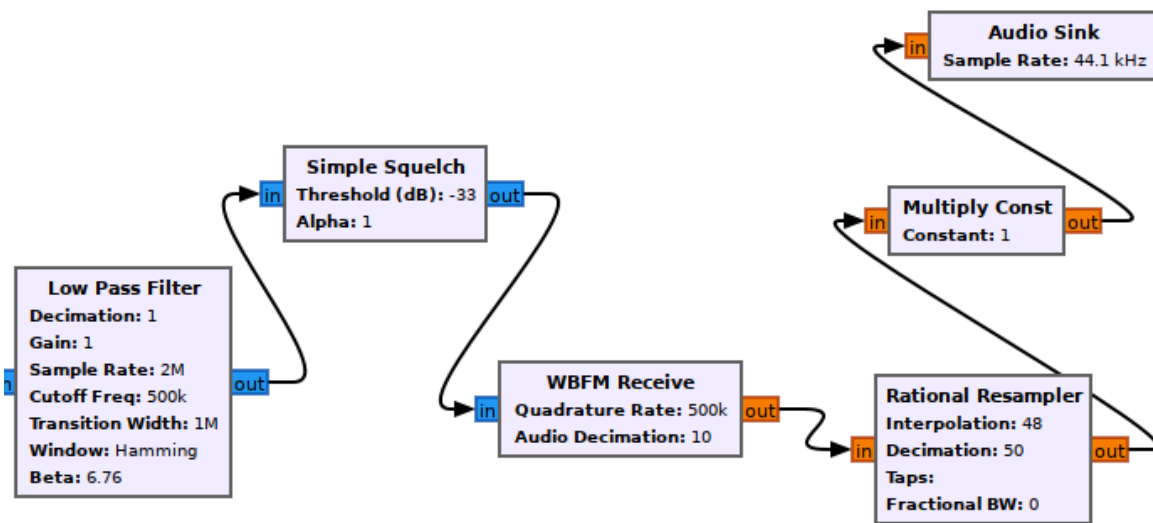 Low Pass Filter
Decimation: 1
Gain: 1
Sample Rate: 2M
Cutoff Freq: 500k
Transition Width: 1M
Window: Hamming
Beta: 6.76
out
in
Simple Squelch
Threshold (dB): -33
Alpha: 1
out
in
WBFM Receive
Quadrature Rate: 500k
Audio Decimation: 10
out
in
Rational Resampler
Interpolation: 48
Decimation: 50
Taps:
Fractional BW: 0
out
in
Multiply Const
Constant: 1
out
in
Audio Sink
Sample Rate: 44.1 kHz